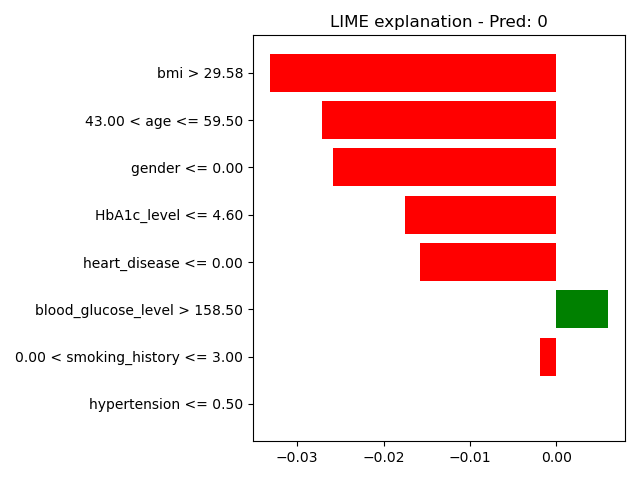 LIME explanation - Pred: 0
bmi > 29.58
43.00 < age <= 59.50
gender <= 0.00
HbA1c_level <= 4.60
heart_disease <= 0.00
blood_glucose_level > 158.50
0.00 < smoking_history <= 3.00
hypertension <= 0.50
−0.03 −0.02 −0.01 0.00